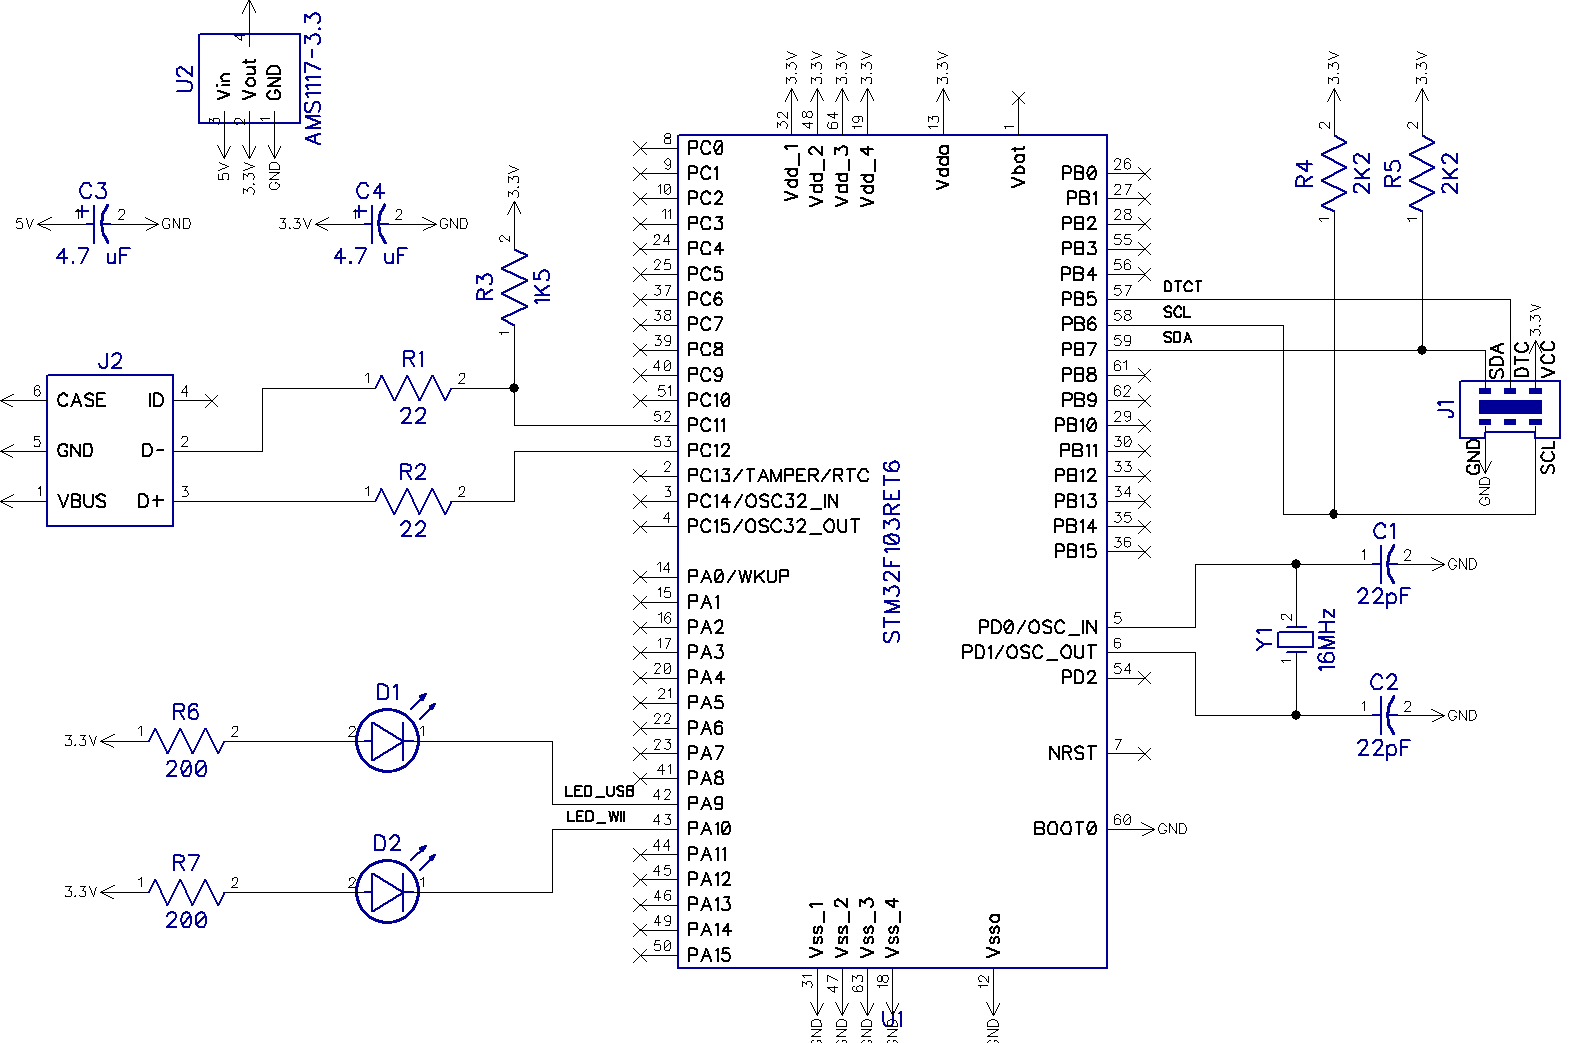 U2
4
Vin
Vout
GND
3
2
1
AMS1117-3.3
5V
3.3V
GND
C3
5V
1
+
2
GND
4.7 uF
C4
3.3V
1
+
2
GND
4.7 uF
3.3V
2
R3
1K5
1
J2
6
CASE
ID
4
5
GND
D-
2
1
VBUS
D+
3
R1
1
2
22
R2
1
2
22
R6
3.3V
1
2
200
D1
2
1
LED_USB
LED_WII
R7
3.3V
1
2
200
D2
2
1
3.3V
3.3V
3.3V
3.3V
3.3V
32
48
64
19
13
1
Vdd_1
Vdd_2
Vdd_3
Vdd_4
Vdda
Vbat
8 PC0
9 PC1
10 PC2
11 PC3
24 PC4
25 PC5
37 PC6
38 PC7
39 PC8
40 PC9
51 PC10
52 PC11
53 PC12
2 PC13/TAMPER/RTC
3 PC14/OSC32_IN
4 PC15/OSC32_OUT
14 PA0/WKUP
15 PA1
16 PA2
17 PA3
20 PA4
21 PA5
22 PA6
23 PA7
41 PA8
42 PA9
43 PA10
44 PA11
45 PA12
46 PA13
49 PA14
50 PA15
STM32F103RET6
PB0 26
PB1 27
PB2 28
PB3 55
PB4 56
PB5 57
PB6 58
PB7 59
PB8 61
PB9 62
PB10 29
PB11 30
PB12 33
PB13 34
PB14 35
PB15 36
PD0/OSC_IN 5
PD1/OSC_OUT 6
PD2 54
NRST 7
BOOT0 60
GND
Vss_1
Vss_2
Vss_3
Vss_4
Vssa
31
47
63
18
12
GND
GND
GND
GND
GND
U1
DTCT
SCL
SDA
3.3V
2
R4
2K2
1
3.3V
2
R5
2K2
1
3.3V
SDA
DTC
VCC
J1
GND
SCL
GND
C1
1
2
GND
22pF
Y1
2
1
16MHz
C2
1
2
GND
22pF